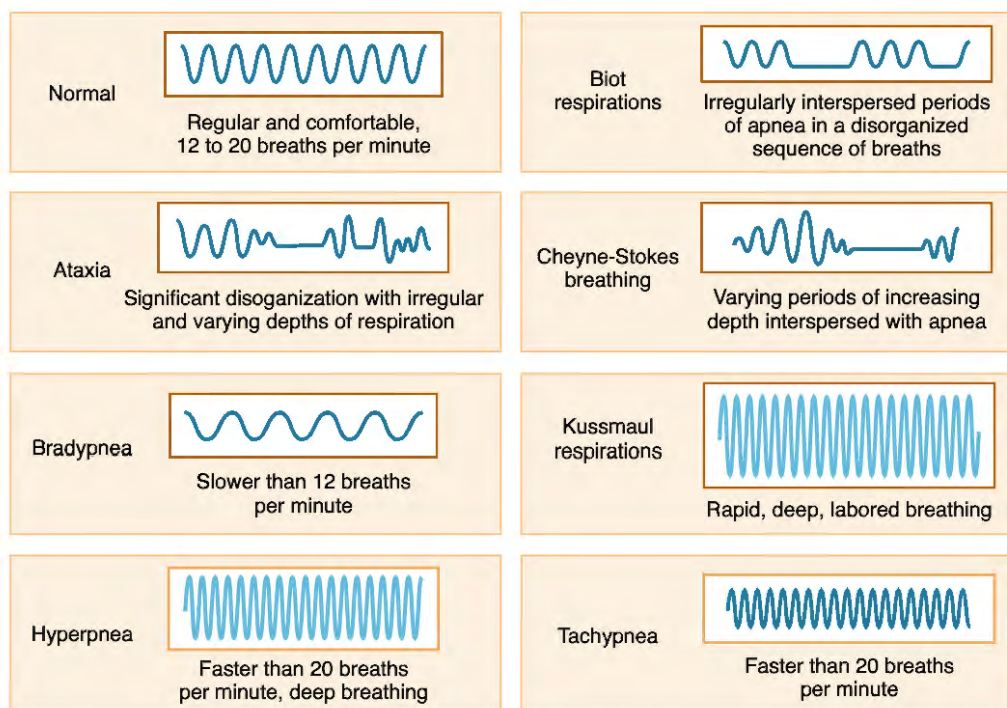 Normal
Regular and comfortable,
12 to 20 breaths per minute
Biot
respirations
Irregularly interspersed periods
of apnea in a disorganized
sequence of breaths
Ataxia
Significant disoganization with irregular
and varying depths of respiration
Cheyne-Stokes
breathing
Varying periods of increasing
depth interspersed with apnea
Bradypnea
Slower than 12 breaths
per minute
Kussmaul
respirations
Rapid, deep, labored breathing
Hyperpnea
Faster than 20 breaths
per minute, deep breathing
Tachypnea
Faster than 20 breaths
per minute